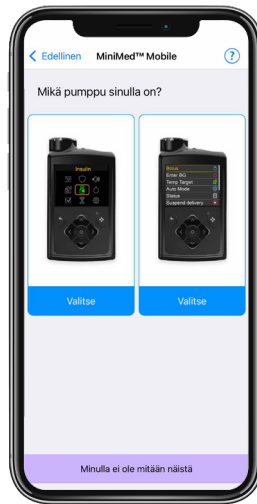 Edellinen
MiniMed™ Mobile
?
Mikä pumppu sinulla on?
Insulin
Bolus
Enter BG
Temp Target
Auto Mode
Status
Suspend delivery
Valitse
Valitse
Minulla ei ole mitään näistä